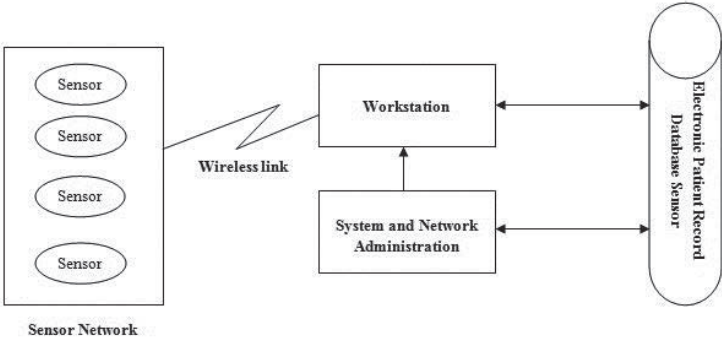 Sensor
Sensor
Sensor
Sensor
Sensor Network
Wireless link
Workstation
System and Network
Administration
Electronic Patient Record
Database Sensor